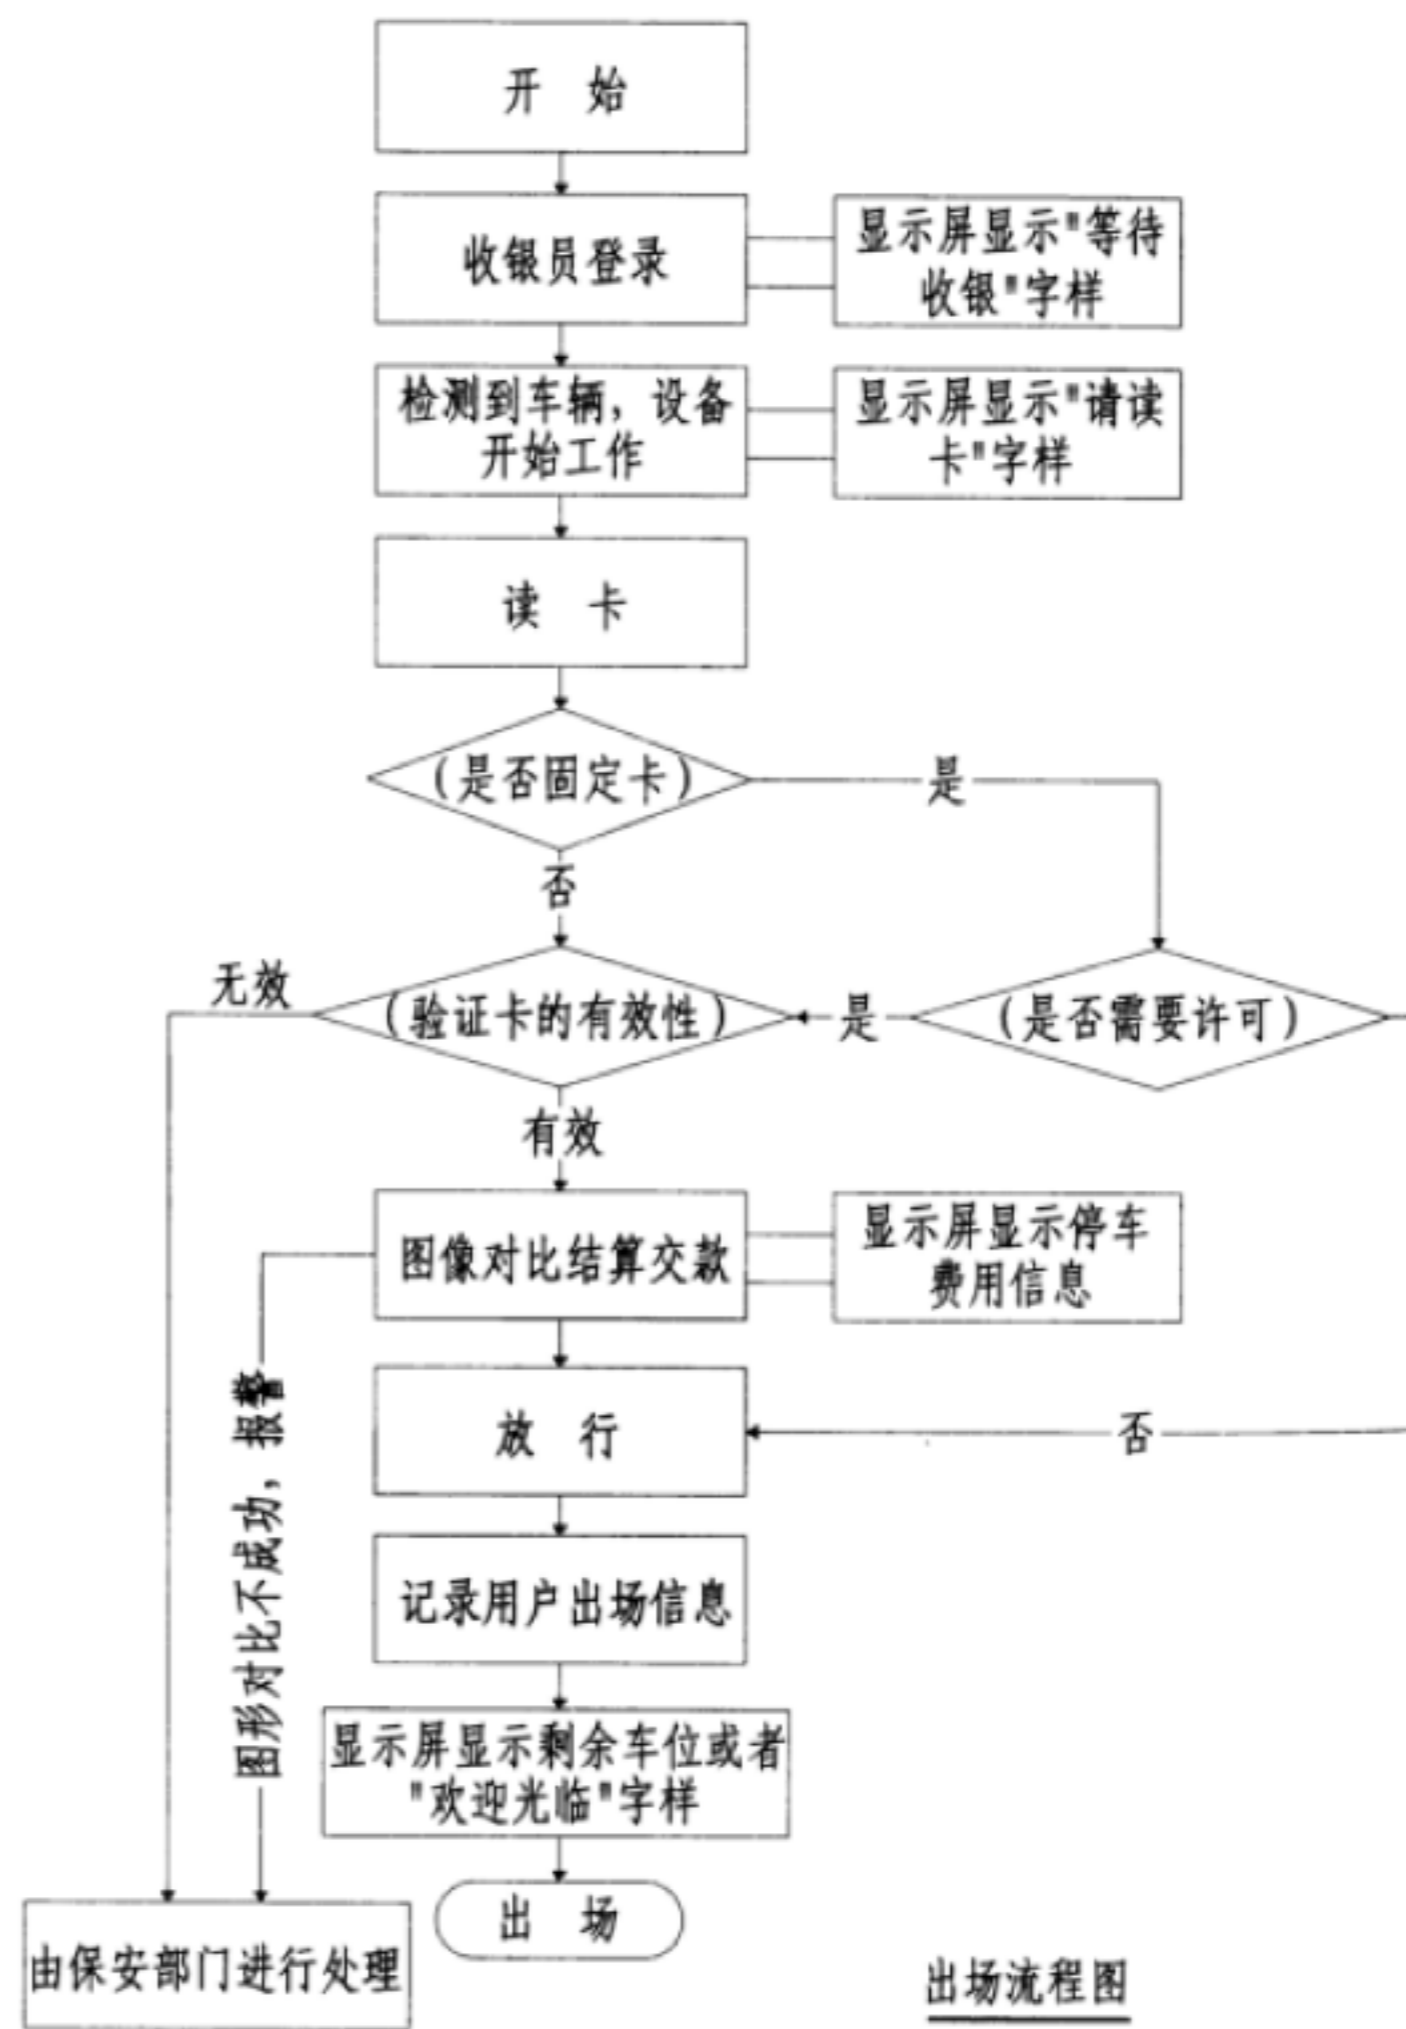 开 始
收银员登录
显示屏显示"等待
收银"字样
检测到车辆，设备
开始工作
显示屏显示"请读
卡"字样
读 卡
（是否固定卡）
是
否
无效
（验证卡的有效性）
是
（是否需要许可）
有效
图像对比结算交款
显示屏显示停车
费用信息
图形对比不成功，报警
放 行
否
记录用户出场信息
显示屏显示剩余车位或者
"欢迎光临"字样
出 场
由保安部门进行处理
出场流程图